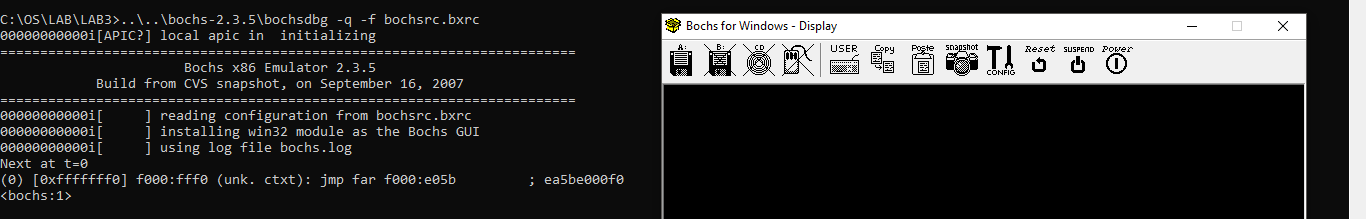 C:\OS\LAB\LAB3>..\..\bochs-2.3.5\bochsdbg -q -f bochsrc.bxrc
00000000000i[APIC?] local apic in  initializing
========================================================================
                       Bochs x86 Emulator 2.3.5
            Build from CVS snapshot, on September 16, 2007
========================================================================
00000000000i[     ] reading configuration from bochsrc.bxrc
00000000000i[     ] installing win32 module as the Bochs GUI
00000000000i[     ] using log file bochs.log
Next at t=0
(0) [0xfffffff0] f000:fff0 (unk. ctxt): jmp far f000:e05b         ; ea5be000f0
<bochs:1>
Bochs for Windows - Display
A: B: CD USER Copy Paste snapshot CONFIG Reset SUSPEND Power